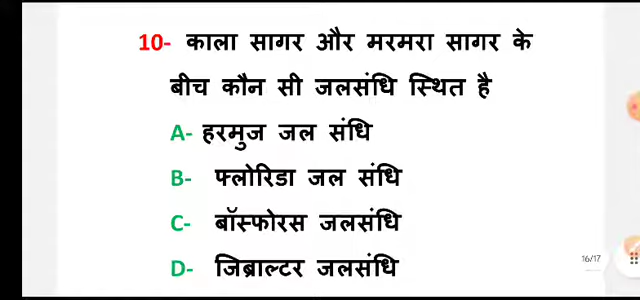 10- काला सागर और मरमरा सागर के
बीच कौन सी जलसंधि स्थित है
A- हरमुज जल संधि
B- फ्लोरिडा जल संधि
C- बॉस्फोरस जलसंधि
D- जिब्राल्टर जलसंधि
16/17